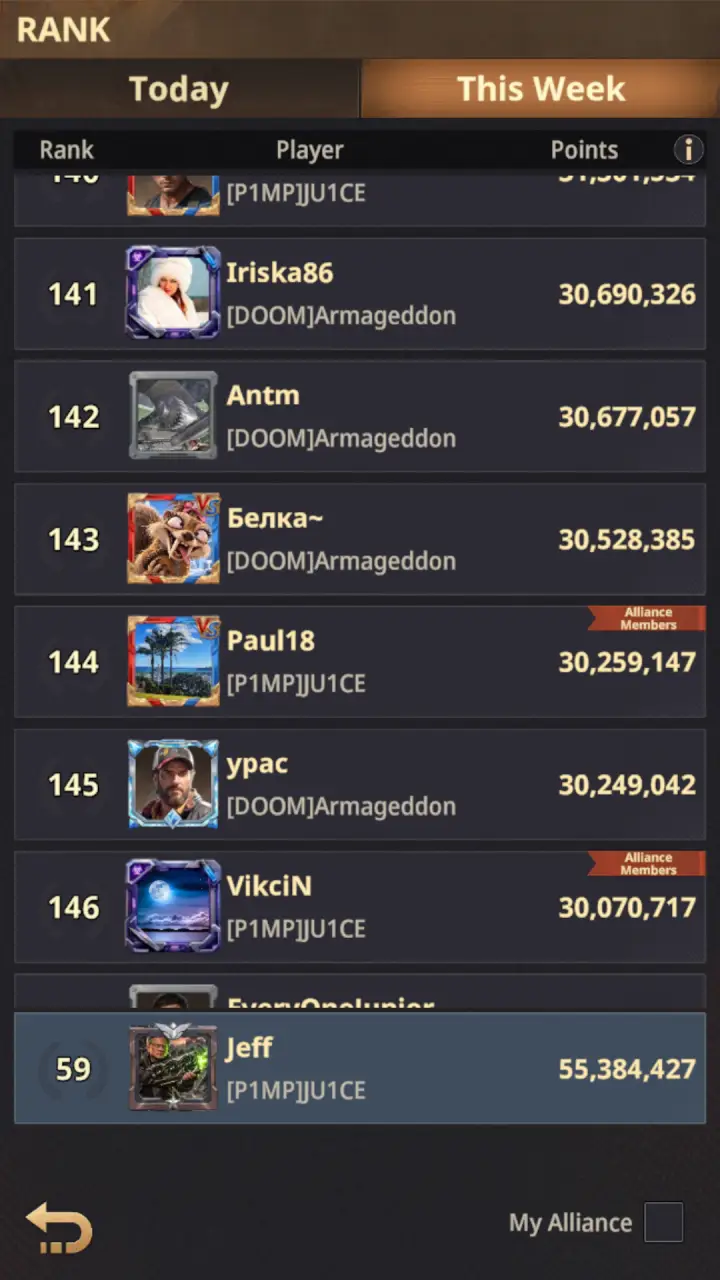 RANK
Today
This Week
Rank
Player
Points
[P1MP]JU1CE
141
Iriska86
[DOOM]Armageddon
30,690,326
142
Antm
[DOOM]Armageddon
30,677,057
143
Белка~
[DOOM]Armageddon
30,528,385
144
Paul18
[P1MP]JU1CE
Alliance
Members
30,259,147
145
ypac
[DOOM]Armageddon
30,249,042
146
VikciN
[P1MP]JU1CE
Alliance
Members
30,070,717
59
Jeff
[P1MP]JU1CE
55,384,427
My Alliance